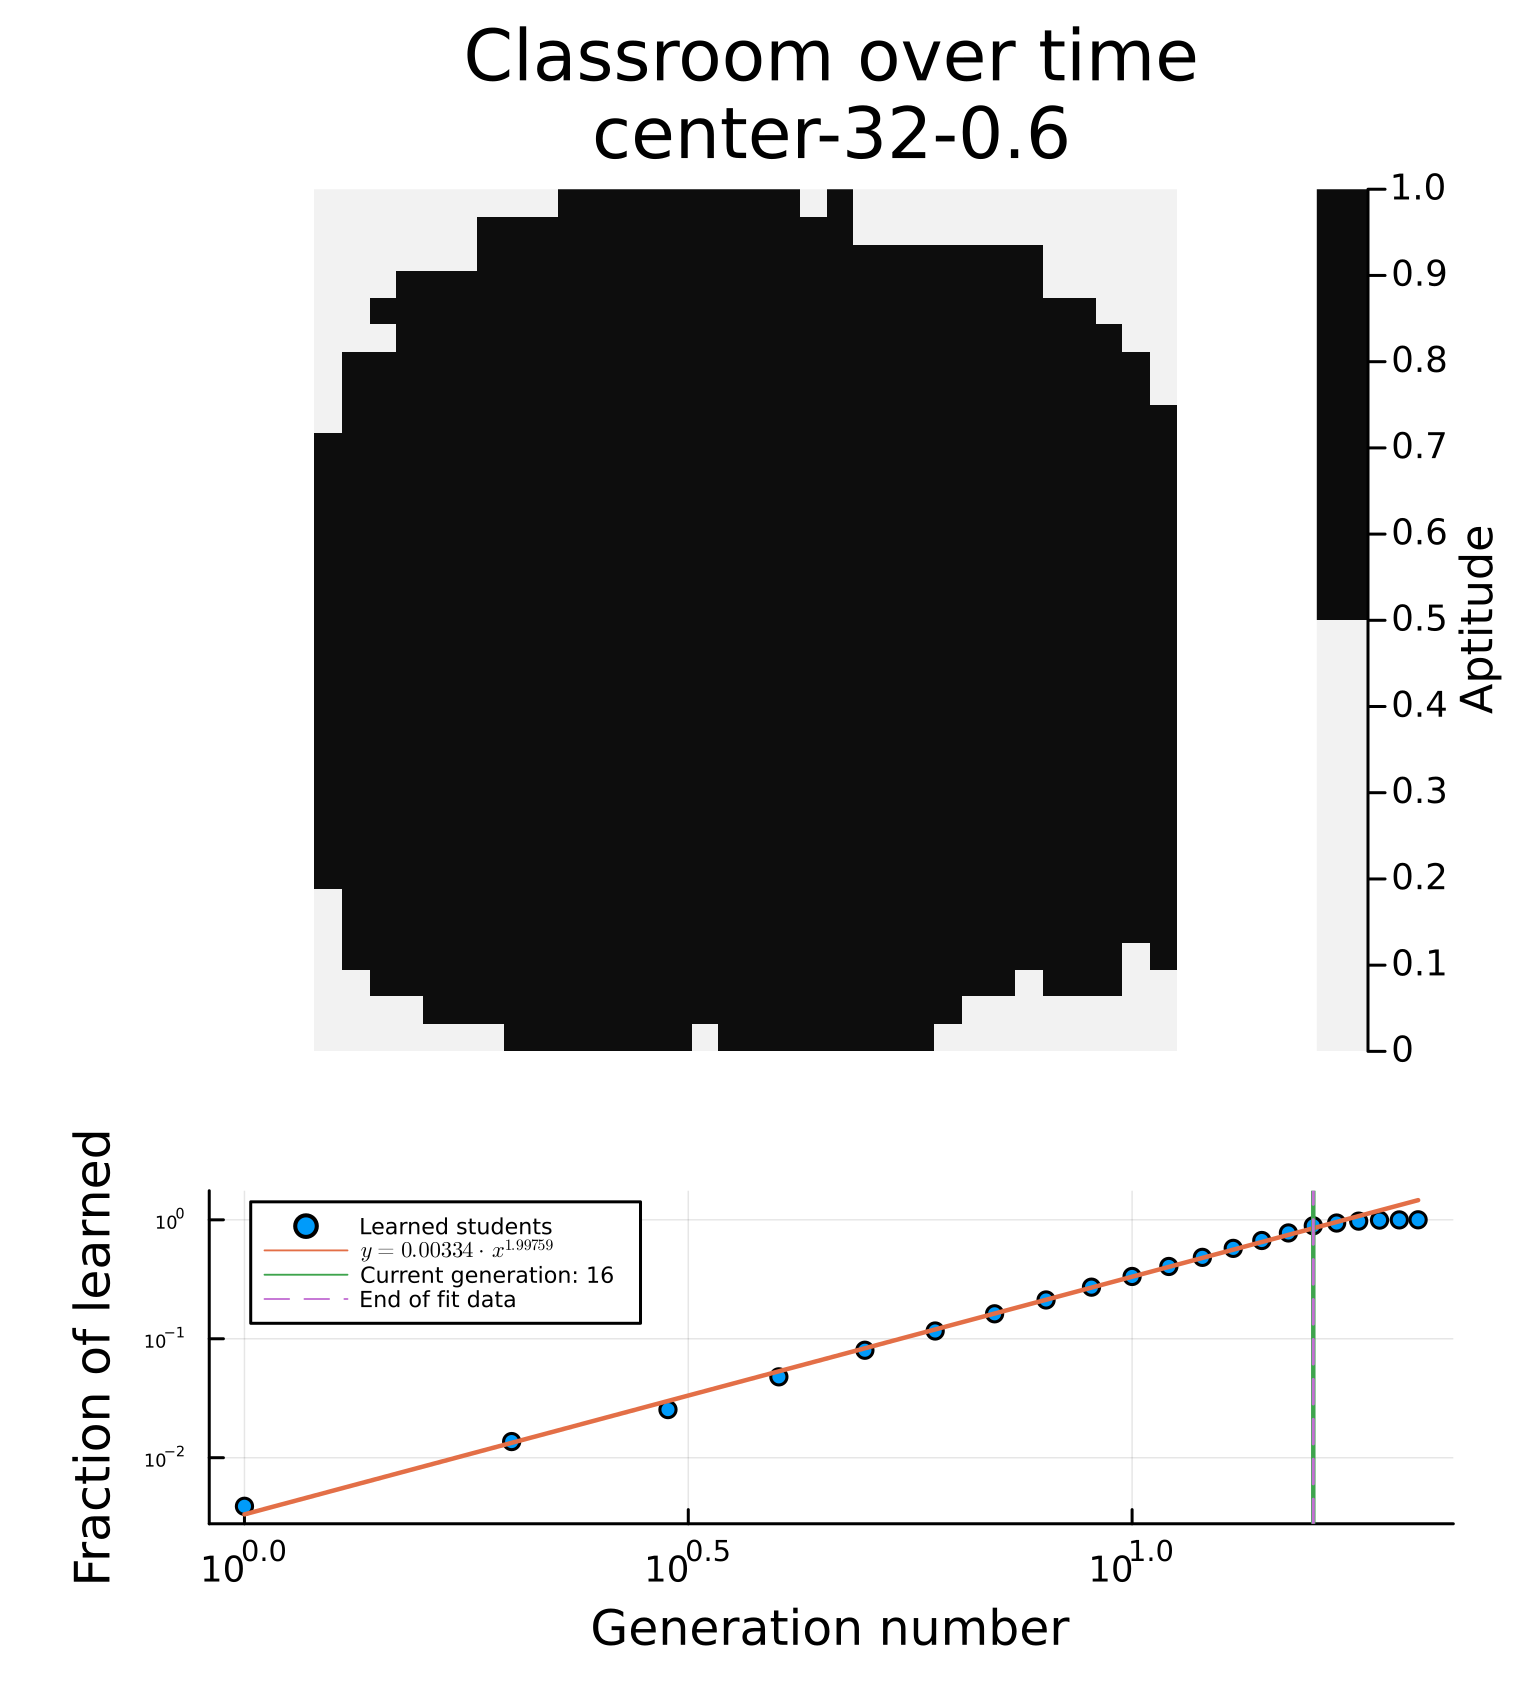 Classroom over time
center-32-0.6
1.0
0.9
0.8
0.7
0.6
0.5
0.4
0.3
0.2
0.1
0
Aptitude
Fraction of learned
10^0
10^−1
10^−2
Learned students
y = 0.00334 · x^1.99759
Current generation: 16
End of fit data
10^0.0
10^0.5
10^1.0
Generation number